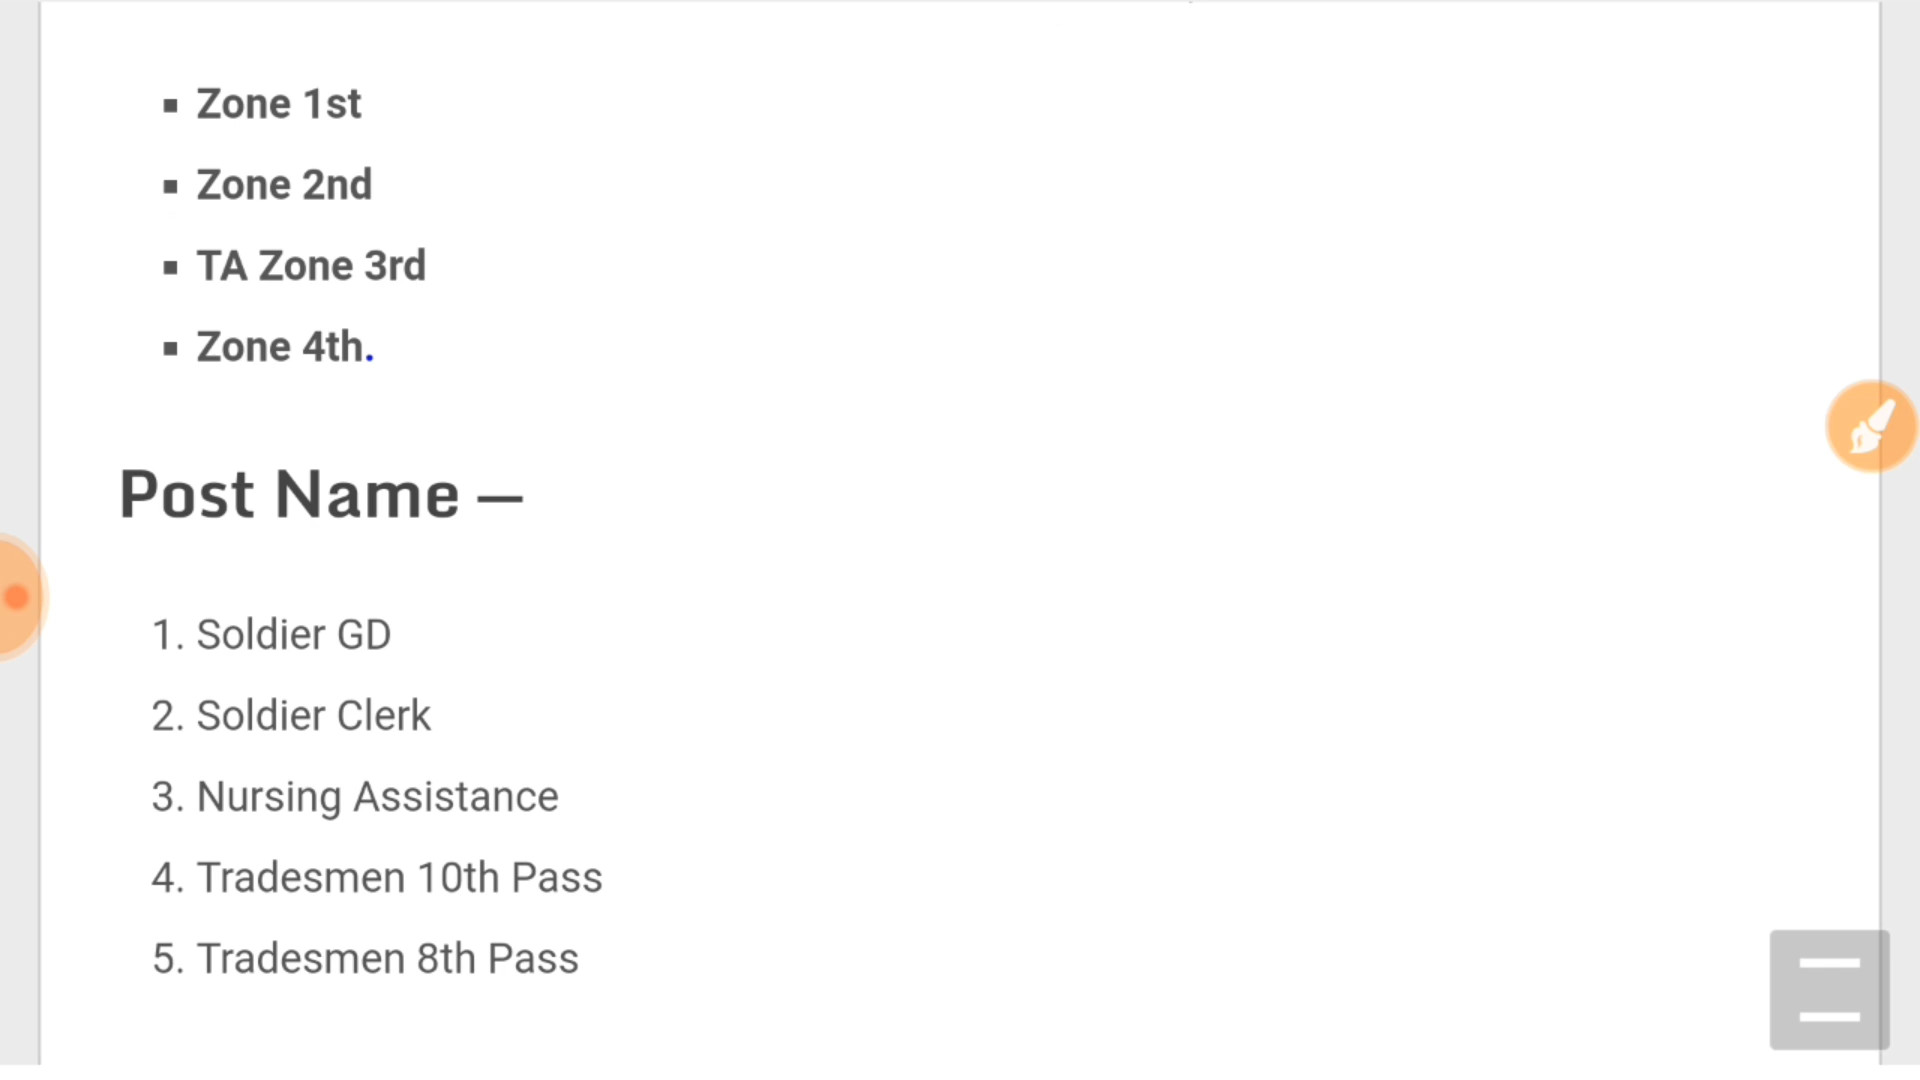 Zone 1st
Zone 2nd
TA Zone 3rd
Zone 4th.
Post Name –
1. Soldier GD
2. Soldier Clerk
3. Nursing Assistance
4. Tradesmen 10th Pass
5. Tradesmen 8th Pass